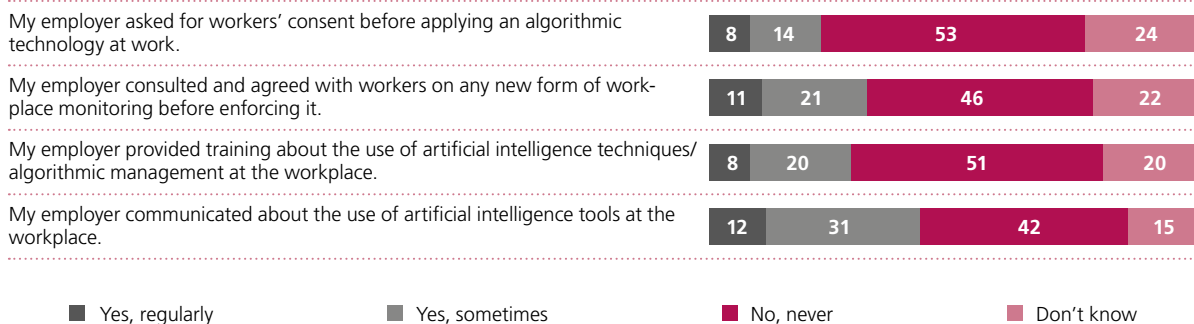 My employer asked for workers’ consent before applying an algorithmic
technology at work.
8 14 53 24
My employer consulted and agreed with workers on any new form of work-
place monitoring before enforcing it.
11 21 46 22
My employer provided training about the use of artificial intelligence techniques/
algorithmic management at the workplace.
8 20 51 20
My employer communicated about the use of artificial intelligence tools at the
workplace.
12 31 42 15
Yes, regularly Yes, sometimes No, never Don’t know